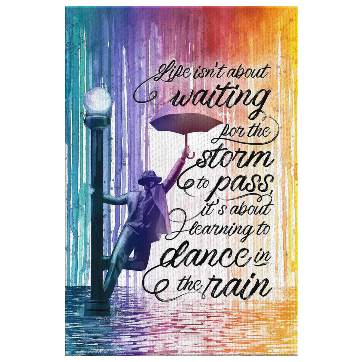 Life isn't about
waiting
for the
storm
to pass,
it's about
learning to
dance in
the rain